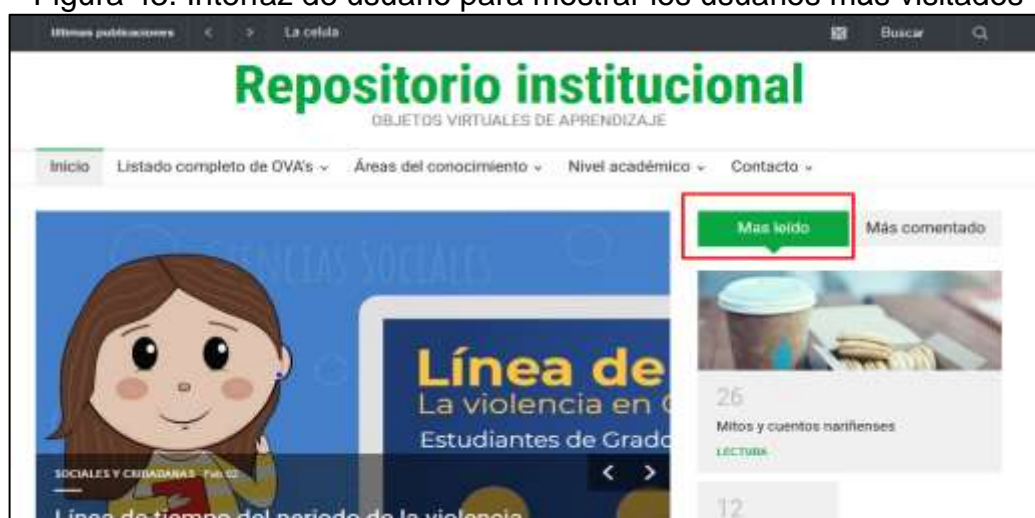 Figura 45. Interfaz de usuario para mostrar los usuarios más visitados
Ultimas publicaciones < > La celula Buscar
Repositorio institucional
OBJETOS VIRTUALES DE APRENDIZAJE
Inicio Listado completo de OVA's Áreas del conocimiento Nivel académico Contacto
Mas leido Más comentado
CIENCIAS SOCIALES
Línea de
La violencia en
Estudiantes de Grado
26
Mitos y cuentos nariñenses
LECTURA
SOCIALES Y CIUDADANAS Feb 02
< >
Línea de tiempo del periodo de la violencia
12